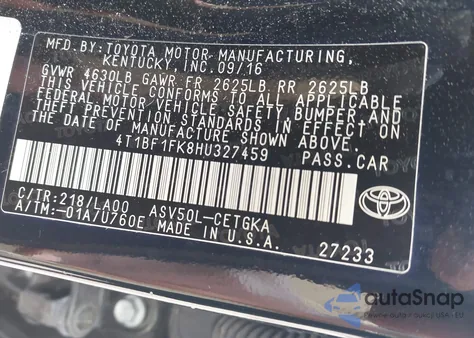 MFD.BY:TOYOTA MOTOR MANUFACTURING,
KENTUCKY, INC.09/16
GVWR 4630LB GAWR FR 2625LB RR 2625LB
THIS VEHICLE CONFORMS TO ALL APPLICABLE
FEDERAL MOTOR VEHICLE SAFETY, BUMPER, AND
THEFT PREVENTION STANDARDS IN EFFECT ON
THE DATE OF MANUFACTURE SHOWN ABOVE.
4T1BF1FK8HU327459 PASS.CAR
C/TR:218/LA00 ASV50L-CETGKA
A/TM:-01A/U760E MADE IN U.S.A.
TOYOTA
27233
autoSnap